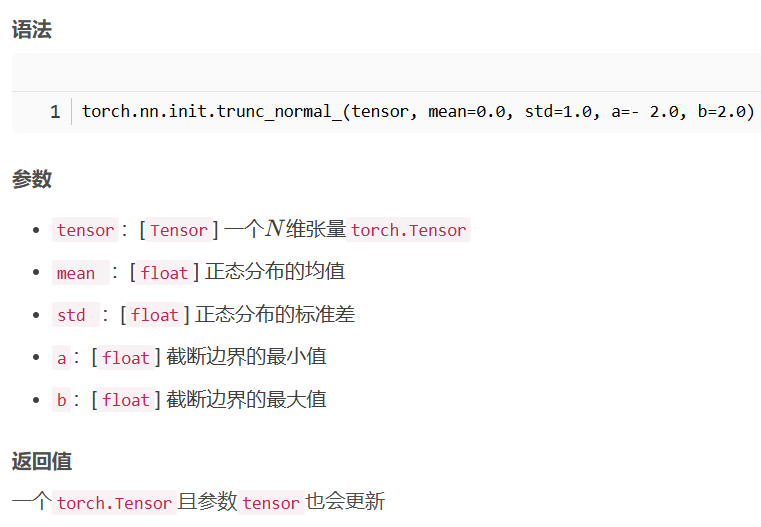 语法
1 torch.nn.init.trunc_normal_(tensor, mean=0.0, std=1.0, a=- 2.0, b=2.0)
参数
• tensor：[Tensor] 一个N维张量torch.Tensor
• mean ：[float] 正态分布的均值
• std ：[float] 正态分布的标准差
• a：[float] 截断边界的最小值
• b：[float] 截断边界的最大值
返回值
一个torch.Tensor且参数tensor也会更新